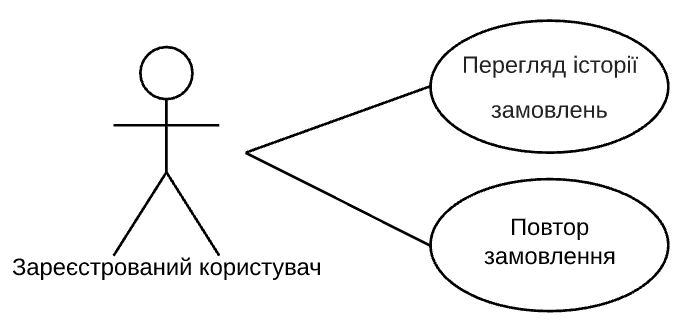 Перегляд історії
замовлень
Повтор
замовлення
Зареєстрований користувач